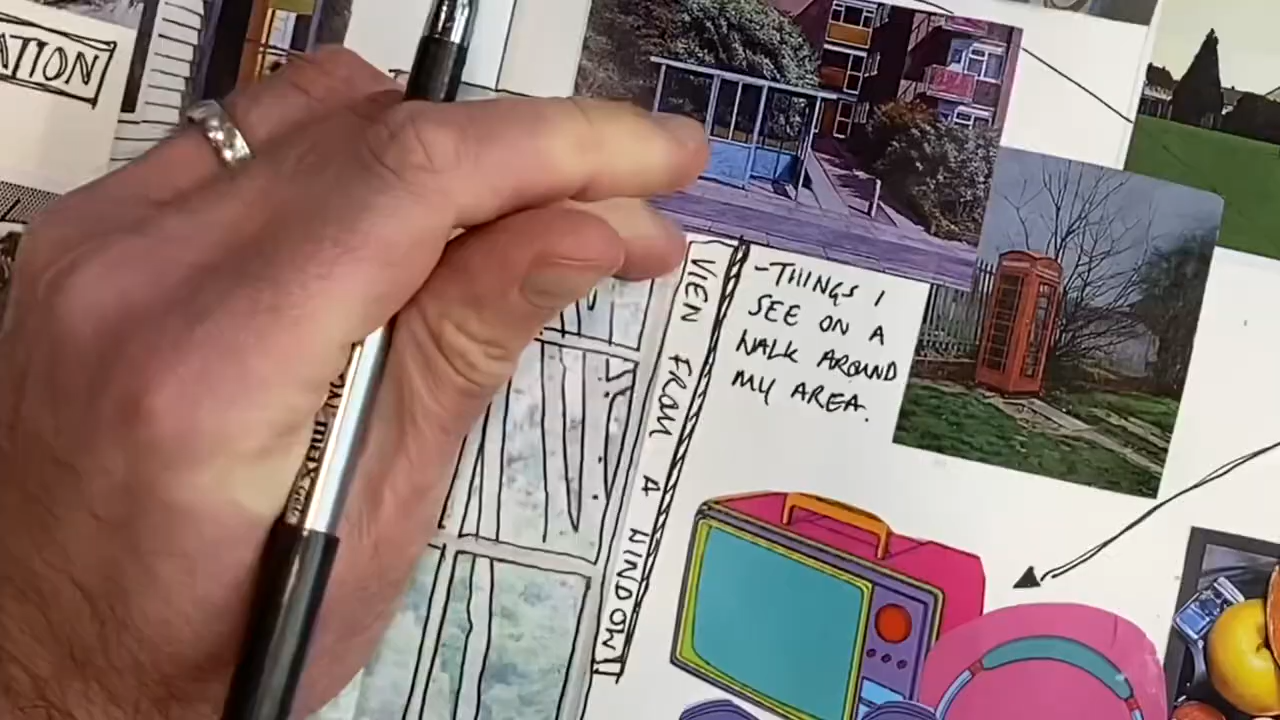 ATION
VIEW FROM A WINDOW
-THINGS I
SEE ON A
WALK AROUND
MY AREA.